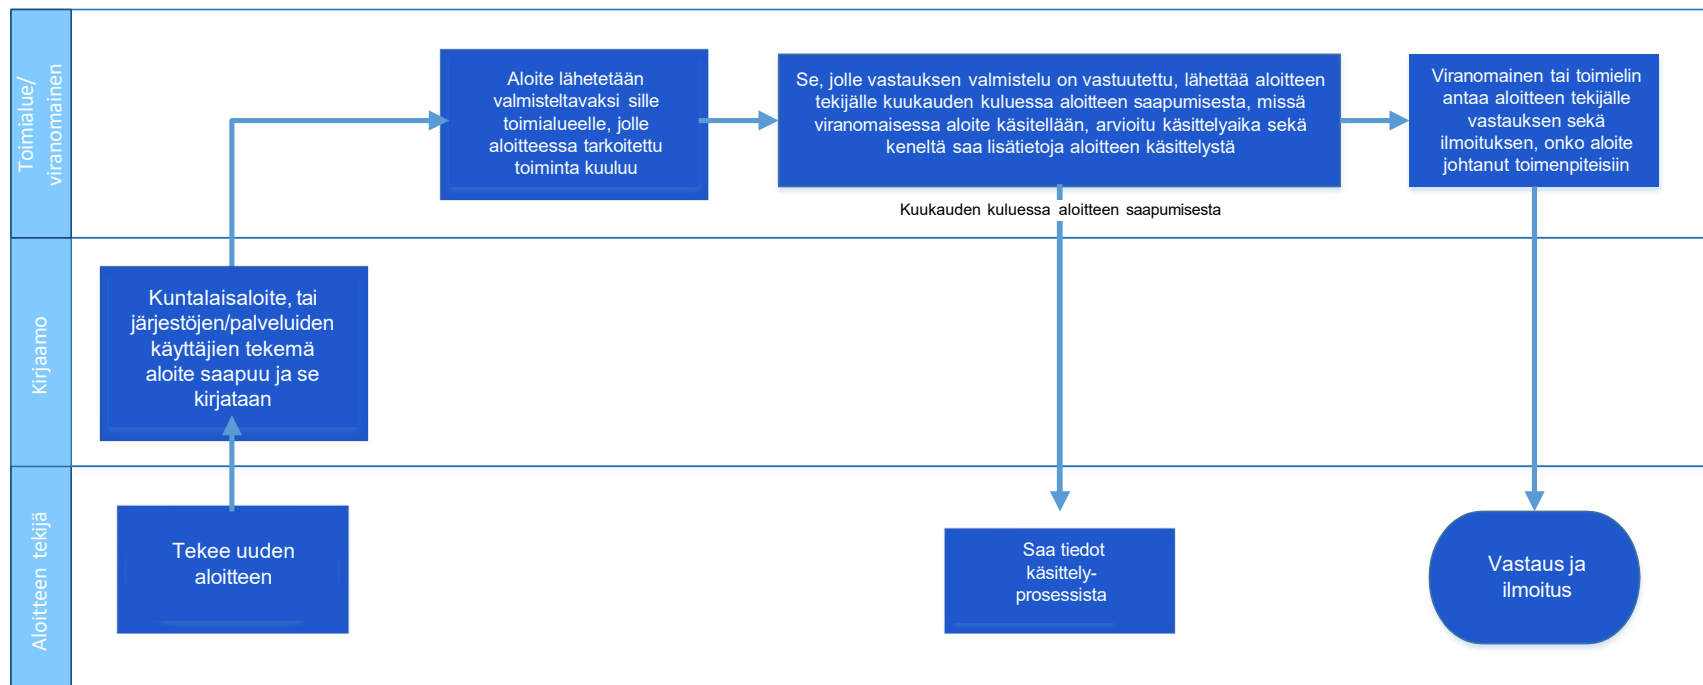 Toimialue/
viranomainen
Aloite lähetetään
valmisteltavaksi sille
toimialueelle, jolle
aloitteessa tarkoitettu
toiminta kuuluu
Se, jolle vastauksen valmistelu on vastuutettu, lähettää aloitteen
tekijälle kuukauden kuluessa aloitteen saapumisesta, missä
viranomaisessa aloite käsitellään, arvioitu käsittelyaika sekä
keneltä saa lisätietoja aloitteen käsittelystä
Viranomainen tai toimielin
antaa aloitteen tekijälle
vastauksen sekä
ilmoituksen, onko aloite
johtanut toimenpiteisiin
Kuukauden kuluessa aloitteen saapumisesta
Kirjaamo
Kuntalaisaloite, tai
järjestöjen/palveluiden
käyttäjien tekemä
aloite saapuu ja se
kirjataan
Aloitteen tekijä
Tekee uuden
aloitteen
Saa tiedot
käsittely-
prosessista
Vastaus ja
ilmoitus